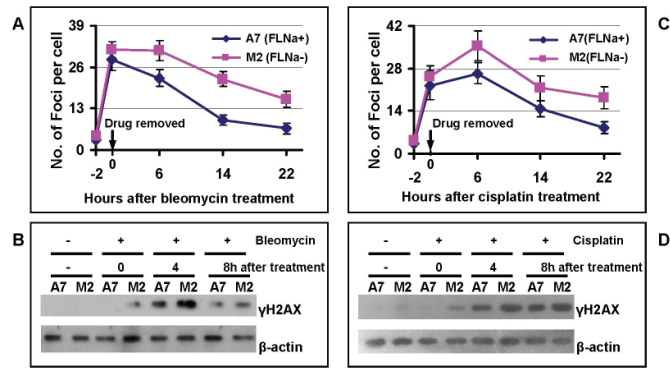 A
39
26
13
0
No. of Foci per cell
A7 (FLNa+)
M2 (FLNa-)
Drug removed
-2 0 6 14 22
Hours after bleomycin treatment
C
42
28
14
0
No. of Foci per cell
A7(FLNa+)
M2(FLNa-)
Drug removed
-2 0 6 14 22
Hours after cisplatin treatment
B
- + + + Bleomycin
- 0 4 8h after treatment
A7 M2 A7 M2 A7 M2 A7 M2
γH2AX
β-actin
D
- + + + Cisplatin
- 0 4 8h after treatment
A7 M2 A7 M2 A7 M2 A7 M2
γH2AX
β-actin